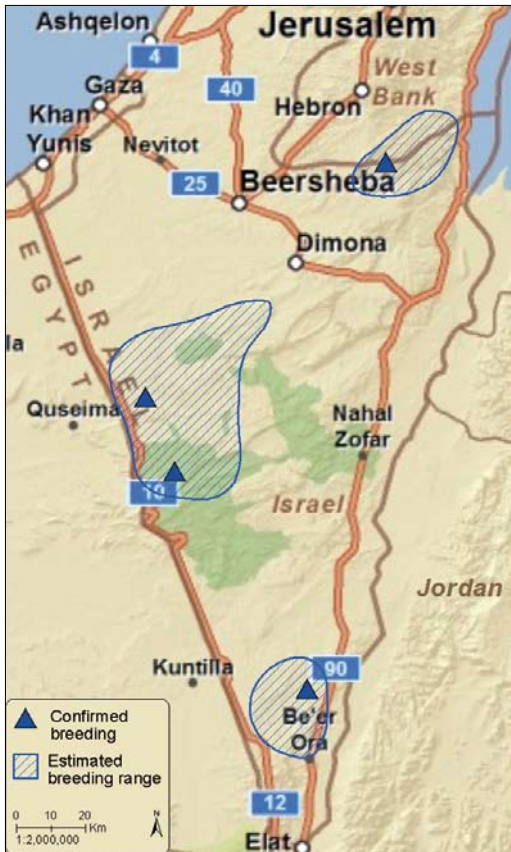 Ashqelon
Jerusalem
4
West
Bank
Gaza
40
Hebron
Khan
Yunis
Nevitot
25
Beersheba
Dimona
ISRAEL
EGYPT
la
Quseima
Nahal
Zofar
10
Israel
Jordan
Kuntilla
90
Be'er
Ora
12
Elat
Confirmed
breeding
Estimated
breeding range
0 10 20
Km
1:2,000,000
N